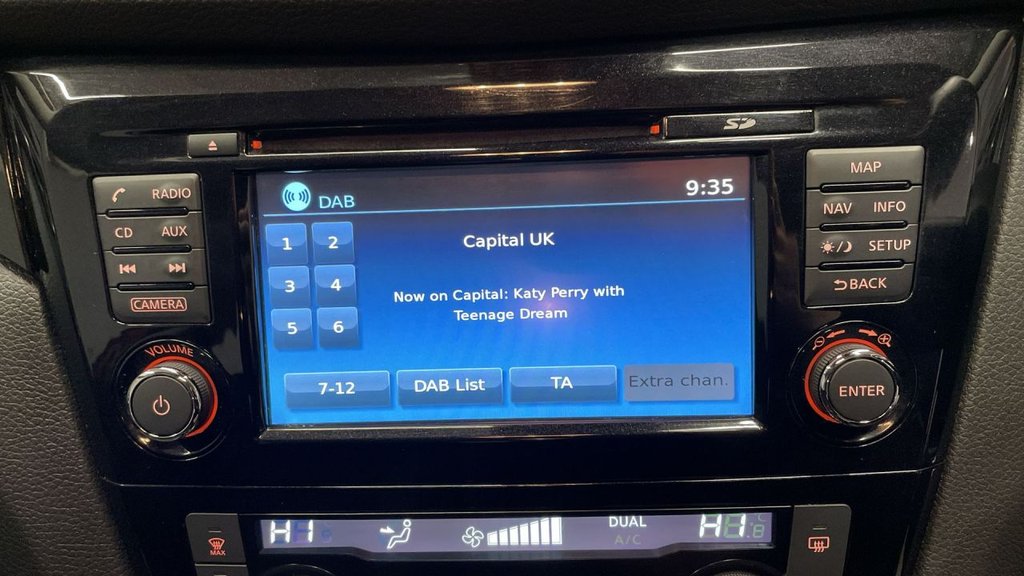 SD
MAP
RADIO
NAV INFO
CD AUX
SETUP
BACK
CAMERA
DAB
9:35
1 2
3 4
5 6
Capital UK
Now on Capital: Katy Perry with
Teenage Dream
7-12
DAB List
TA
Extra chan.
VOLUME
ENTER
HI
DUAL
A/C
HI
MAX